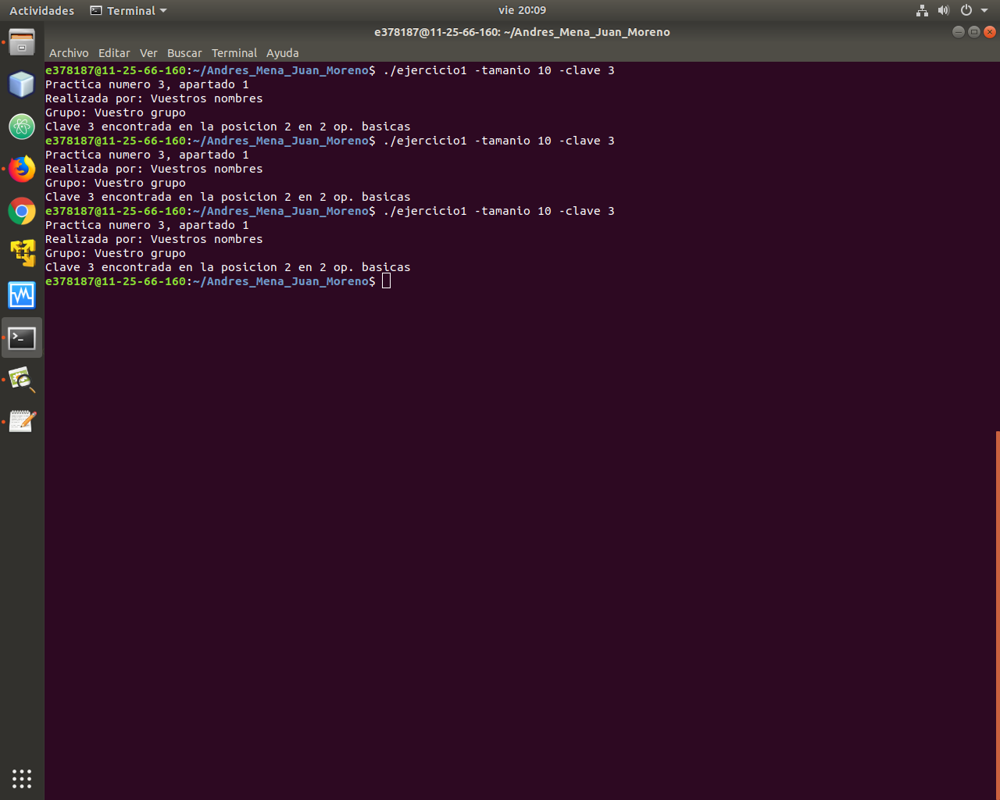 Actividades Terminal vie 20:09
e378187@11-25-66-160: ~/Andres_Mena_Juan_Moreno
Archivo Editar Ver Buscar Terminal Ayuda
e378187@11-25-66-160:~/Andres_Mena_Juan_Moreno$ ./ejercicio1 -tamanio 10 -clave 3
Practica numero 3, apartado 1
Realizada por: Vuestros nombres
Grupo: Vuestro grupo
Clave 3 encontrada en la posicion 2 en 2 op. basicas
e378187@11-25-66-160:~/Andres_Mena_Juan_Moreno$ ./ejercicio1 -tamanio 10 -clave 3
Practica numero 3, apartado 1
Realizada por: Vuestros nombres
Grupo: Vuestro grupo
Clave 3 encontrada en la posicion 2 en 2 op. basicas
e378187@11-25-66-160:~/Andres_Mena_Juan_Moreno$ ./ejercicio1 -tamanio 10 -clave 3
Practica numero 3, apartado 1
Realizada por: Vuestros nombres
Grupo: Vuestro grupo
Clave 3 encontrada en la posicion 2 en 2 op. basicas
e378187@11-25-66-160:~/Andres_Mena_Juan_Moreno$